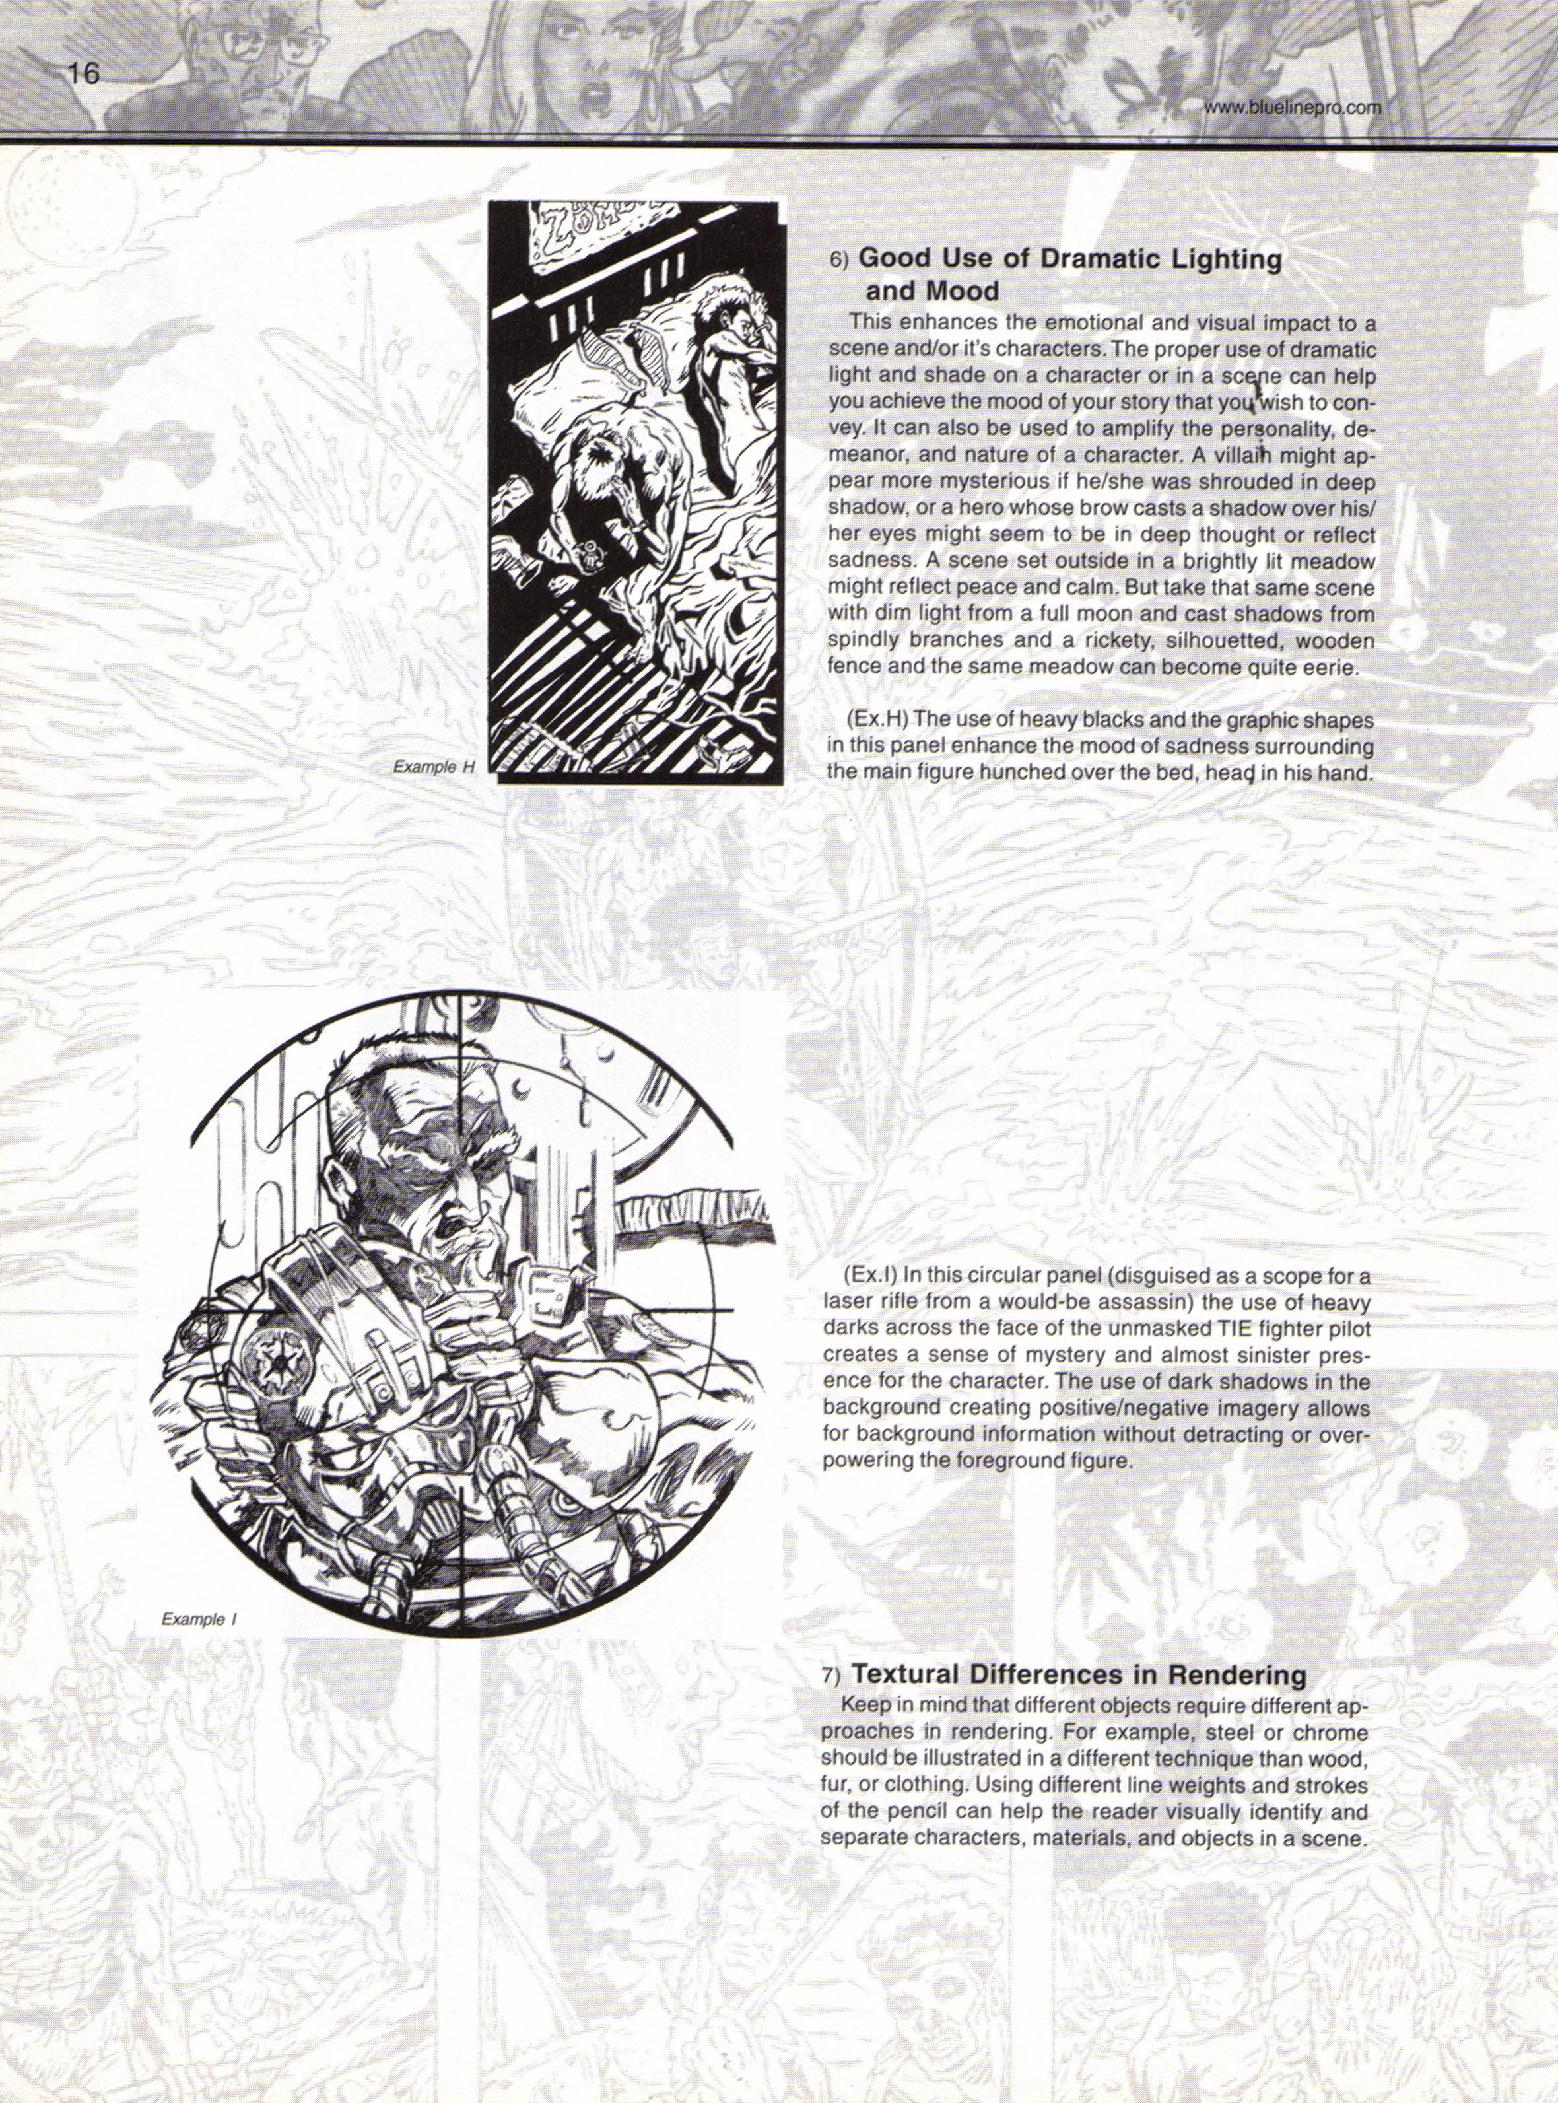 16
www.bluelinepro.com
ZOMBIE
6) Good Use of Dramatic Lighting
and Mood
This enhances the emotional and visual impact to a
scene and/or it's characters. The proper use of dramatic
light and shade on a character or in a scene can help
you achieve the mood of your story that you wish to con-
vey. It can also be used to amplify the personality, de-
meanor, and nature of a character. A villain might ap-
pear more mysterious if he/she was shrouded in deep
shadow, or a hero whose brow casts a shadow over his/
her eyes might seem to be in deep thought or reflect
sadness. A scene set outside in a brightly lit meadow
might reflect peace and calm. But take that same scene
with dim light from a full moon and cast shadows from
spindly branches and a rickety, silhouetted, wooden
fence and the same meadow can become quite eerie.
(Ex.H) The use of heavy blacks and the graphic shapes
in this panel enhance the mood of sadness surrounding
the main figure hunched over the bed, head in his hand.
Example H
(Ex.I) In this circular panel (disguised as a scope for a
laser rifle from a would-be assassin) the use of heavy
darks across the face of the unmasked TIE fighter pilot
creates a sense of mystery and almost sinister pres-
ence for the character. The use of dark shadows in the
background creating positive/negative imagery allows
for background information without detracting or over-
powering the foreground figure.
Example I
7) Textural Differences in Rendering
Keep in mind that different objects require different ap-
proaches in rendering. For example, steel or chrome
should be illustrated in a different technique than wood,
fur, or clothing. Using different line weights and strokes
of the pencil can help the reader visually identify and
separate characters, materials, and objects in a scene.